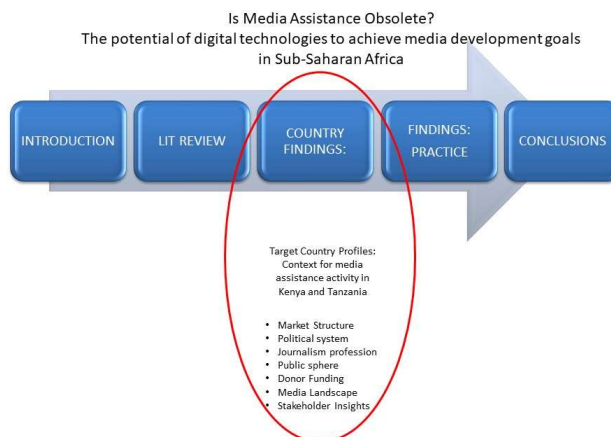 Is Media Assistance Obsolete?
The potential of digital technologies to achieve media development goals
in Sub-Saharan Africa
INTRODUCTION
LIT REVIEW
COUNTRY
FINDINGS:
FINDINGS:
PRACTICE
CONCLUSIONS
Target Country Profiles:
Context for media
assistance activity in
Kenya and Tanzania
• Market Structure
• Political system
• Journalism profession
• Public sphere
• Donor Funding
• Media Landscape
• Stakeholder Insights